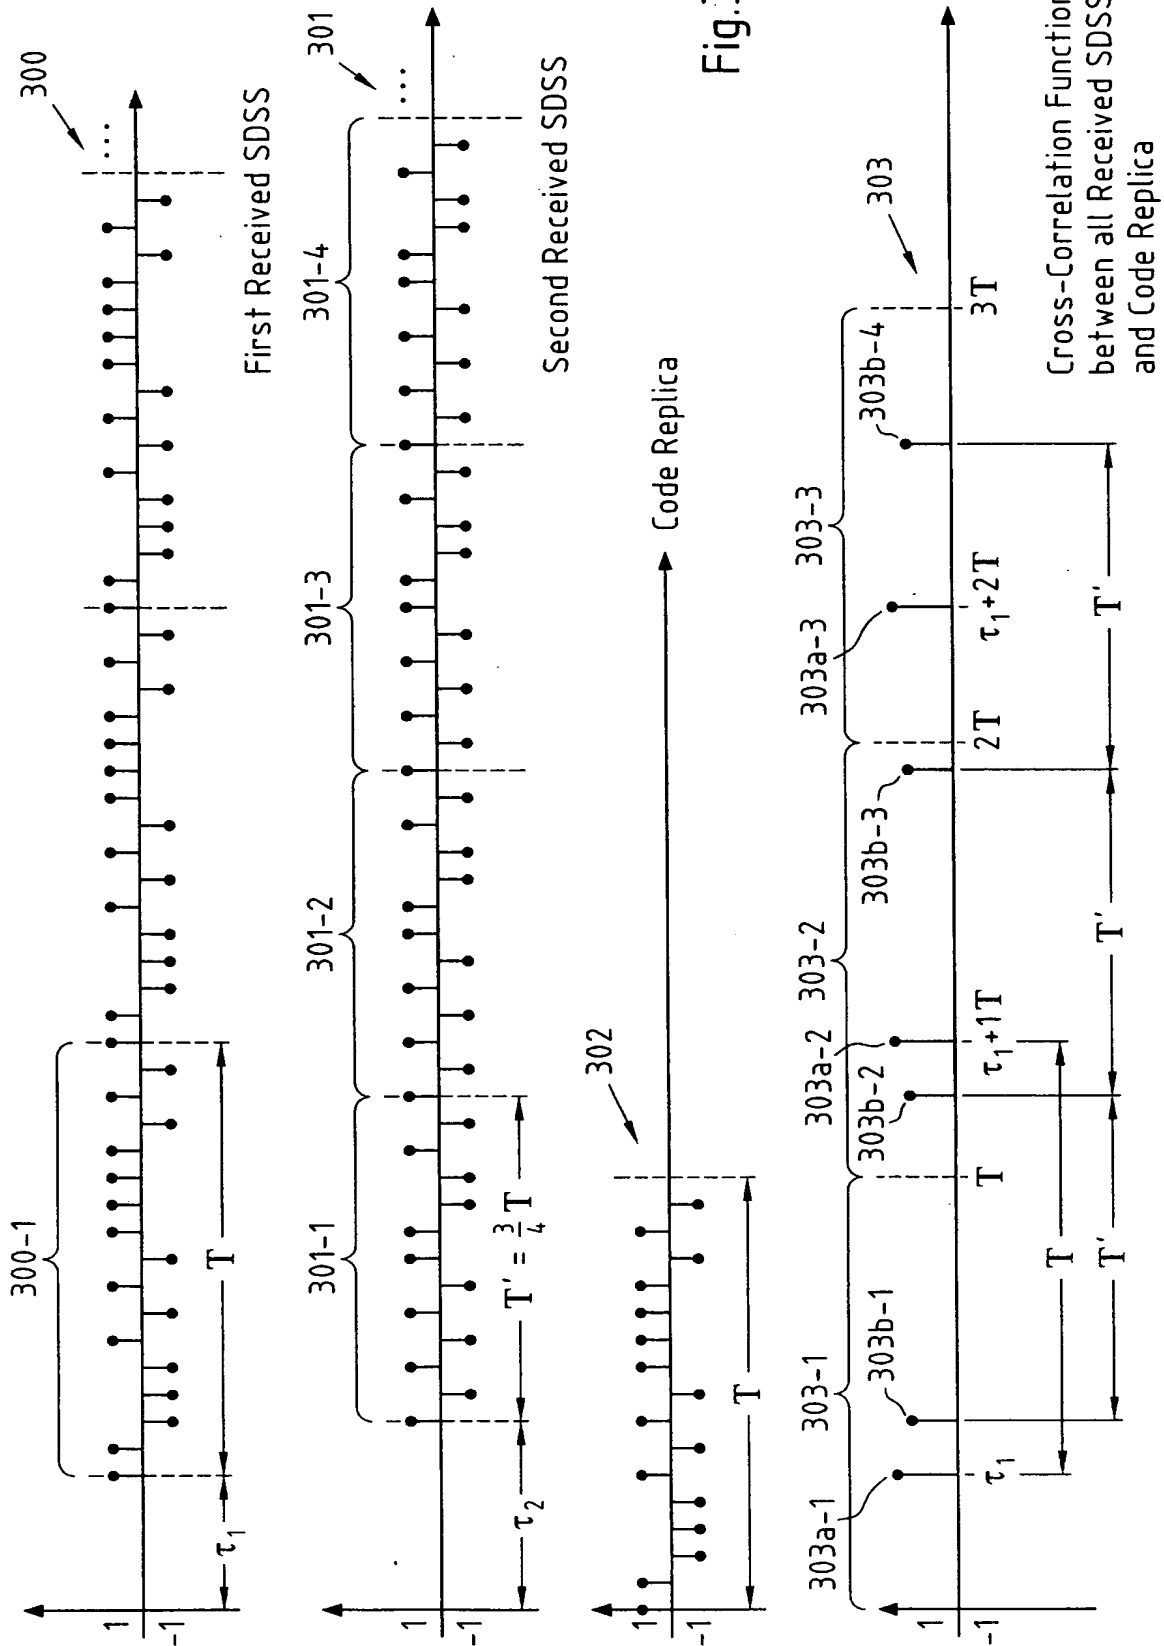 300
300-1
...
1
-1
τ₁
T
First Received SDSS
301
301-1
301-2
301-3
301-4
...
1
-1
τ₂
T' = 3/4 T
Second Received SDSS
302
Code Replica
1
-1
T
Fig.
303
303-1
303-2
303-3
303a-1
303b-1
303b-2
303a-2
303b-3
303a-3
303b-4
1
-1
τ₁
T
τ₁+1T
2T
τ₁+2T
3T
T
T'
T'
T'
Cross-Correlation Function
between all Received SDSS
and Code Replica